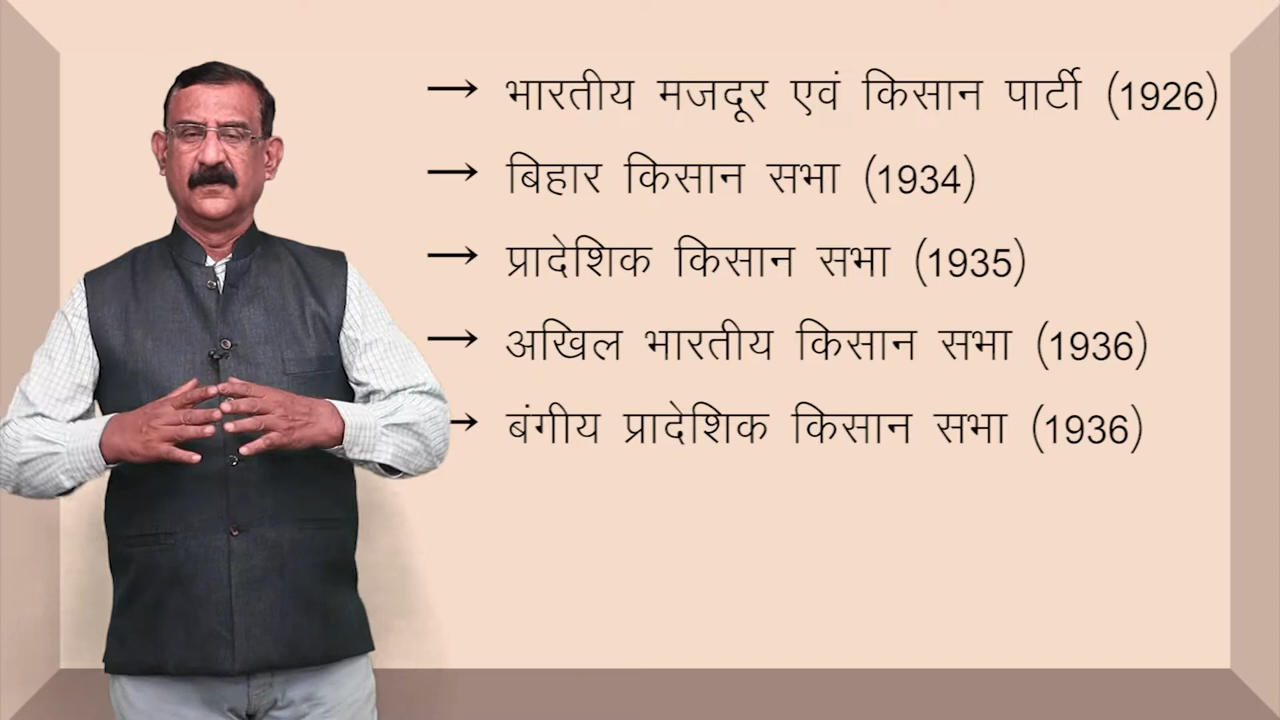 → भारतीय मजदूर एवं किसान पार्टी (1926)
→ बिहार किसान सभा (1934)
→ प्रादेशिक किसान सभा (1935)
→ अखिल भारतीय किसान सभा (1936)
→ बंगीय प्रादेशिक किसान सभा (1936)